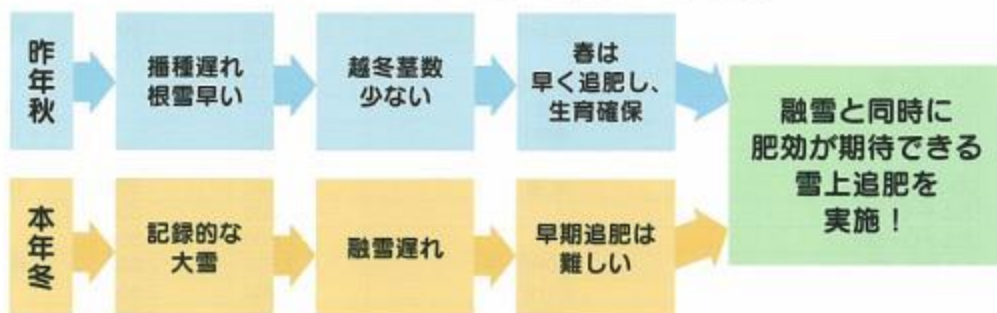 昨年秋
播種遅れ
根雪早い
越冬茎数
少ない
春は
早く追肥し、
生育確保
本年冬
記録的な
大雪
融雪遅れ
早期追肥は
難しい
融雪と同時に
肥効が期待できる
雪上追肥を
実施！